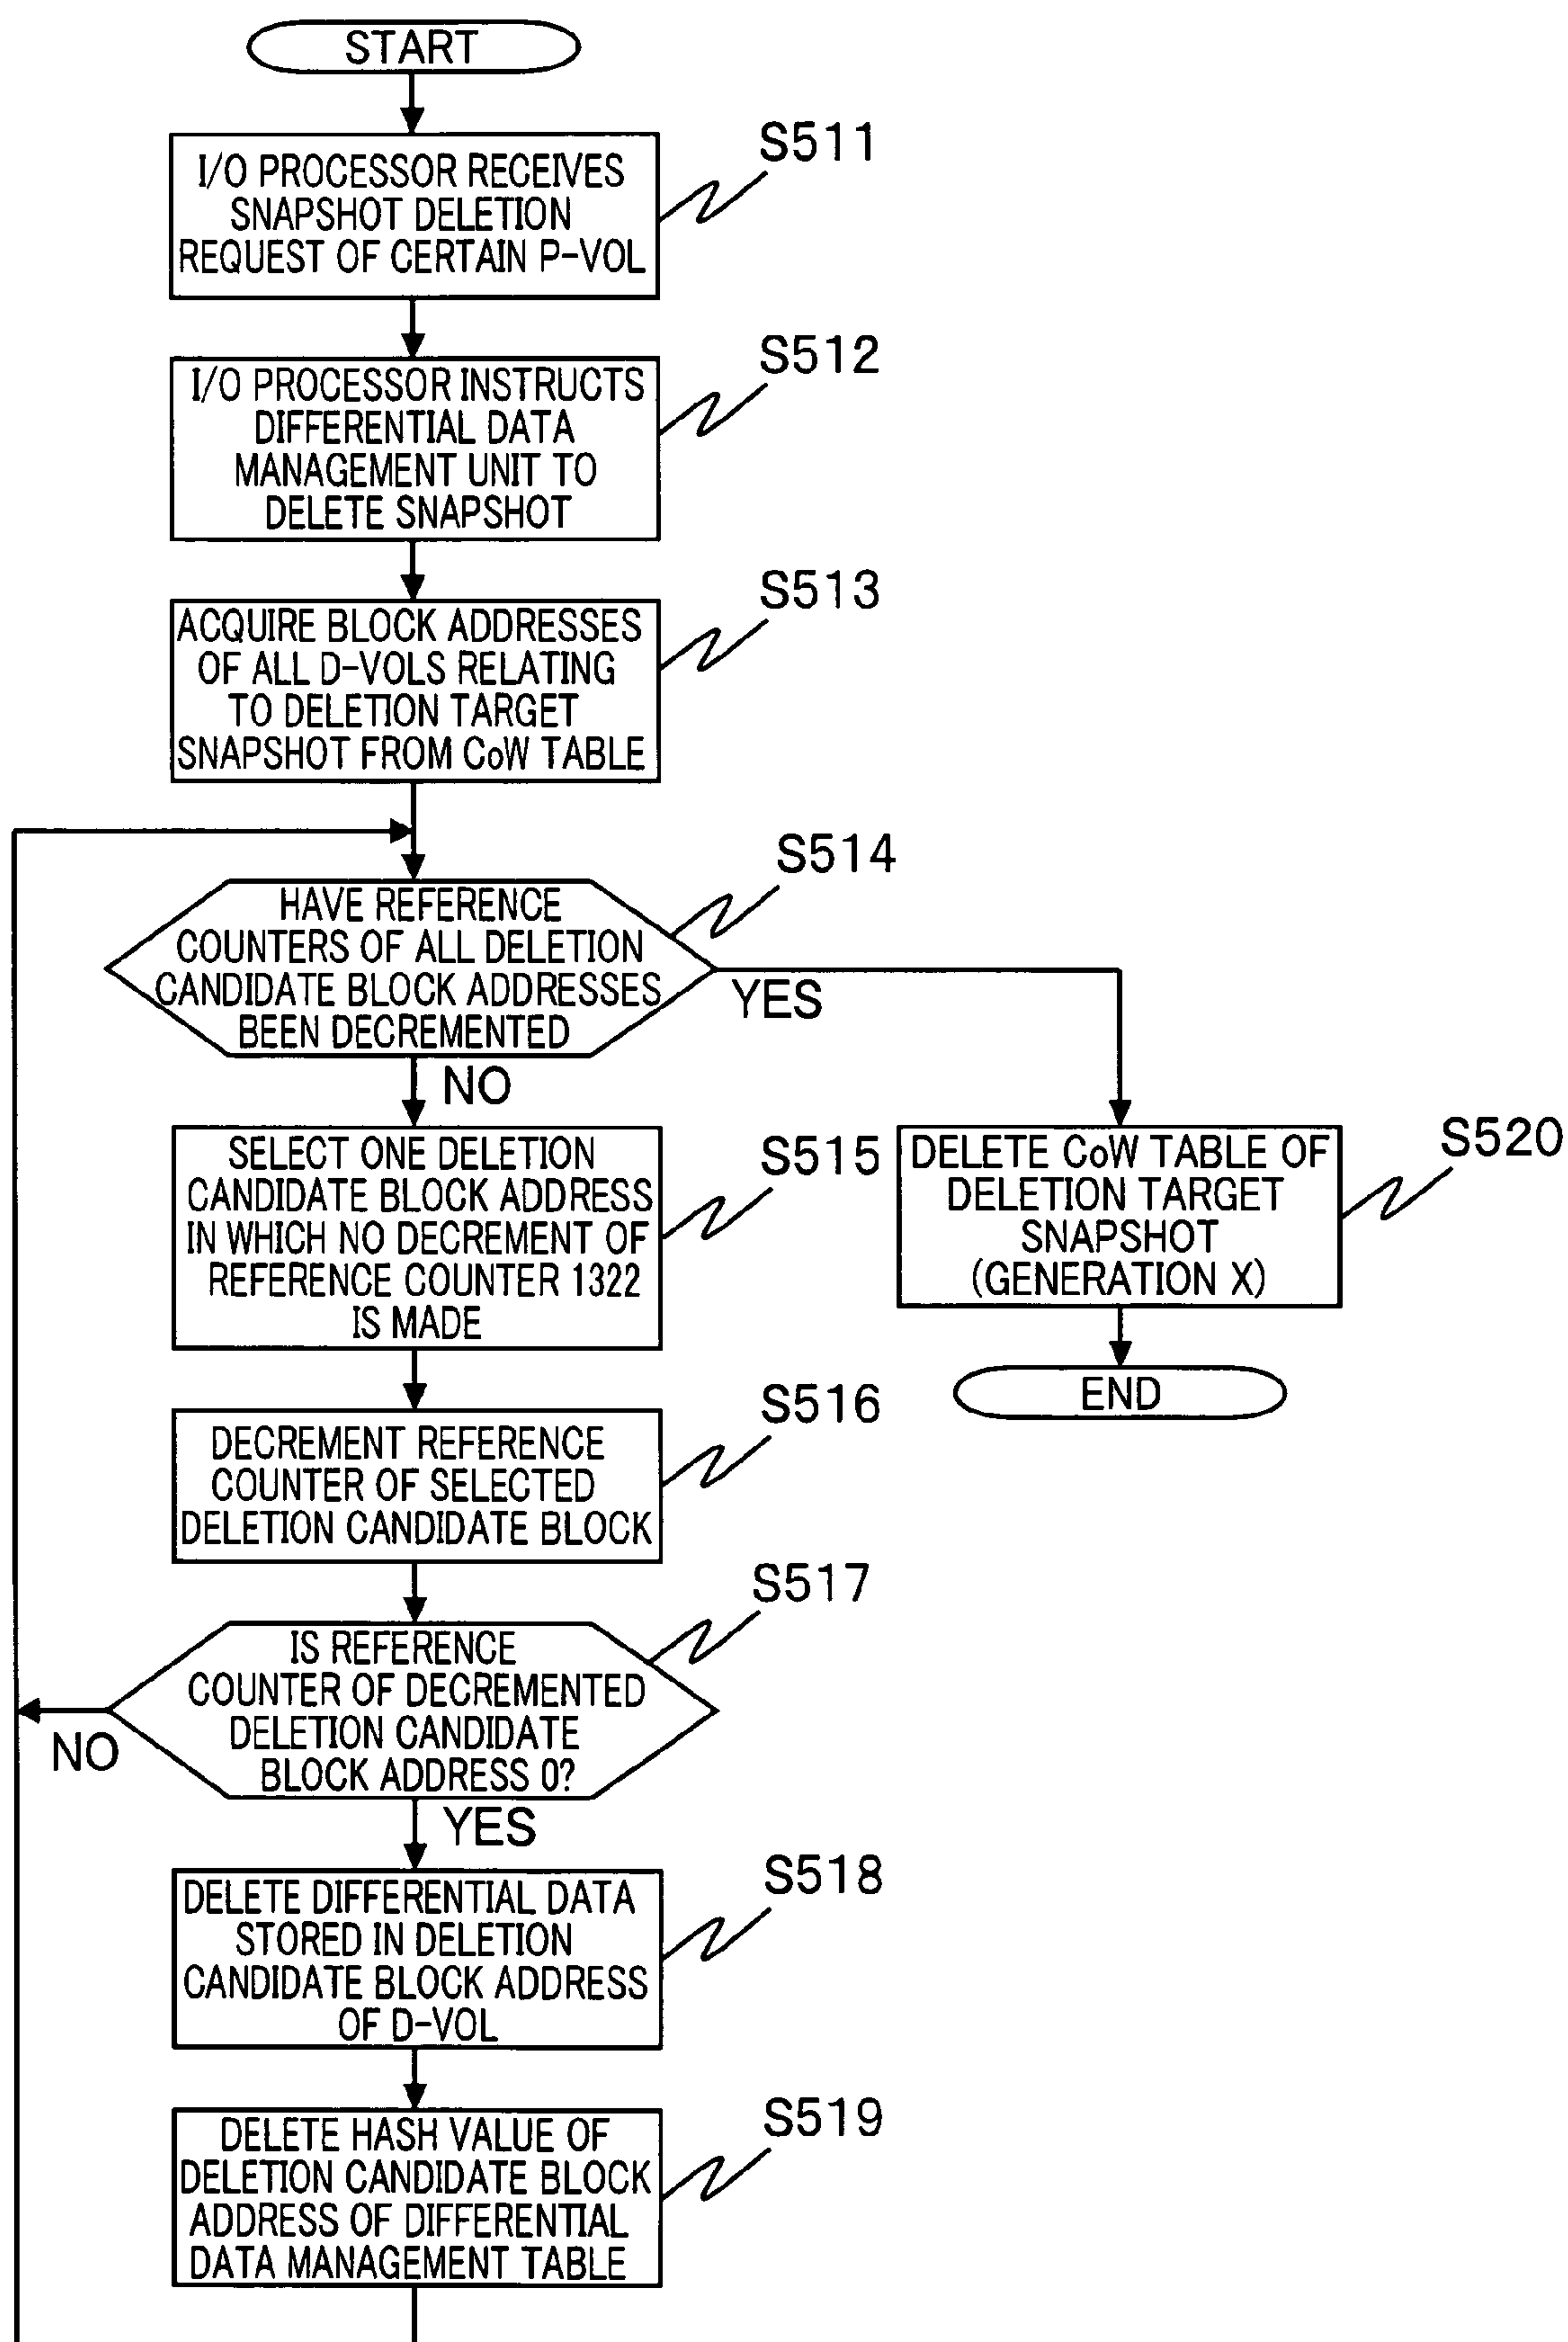 START
S511
I/O PROCESSOR RECEIVES
SNAPSHOT DELETION
REQUEST OF CERTAIN P-VOL
S512
I/O PROCESSOR INSTRUCTS
DIFFERENTIAL DATA
MANAGEMENT UNIT TO
DELETE SNAPSHOT
S513
ACQUIRE BLOCK ADDRESSES
OF ALL D-VOLS RELATING
TO DELETION TARGET
SNAPSHOT FROM CoW TABLE
S514
HAVE REFERENCE
COUNTERS OF ALL DELETION
CANDIDATE BLOCK ADDRESSES
BEEN DECREMENTED
YES
NO
S515
SELECT ONE DELETION
CANDIDATE BLOCK ADDRESS
IN WHICH NO DECREMENT OF
REFERENCE COUNTER 1322
IS MADE
S520
DELETE CoW TABLE OF
DELETION TARGET
SNAPSHOT
(GENERATION X)
END
S516
DECREMENT REFERENCE
COUNTER OF SELECTED
DELETION CANDIDATE BLOCK
S517
IS REFERENCE
COUNTER OF DECREMENTED
DELETION CANDIDATE
BLOCK ADDRESS 0?
NO
YES
S518
DELETE DIFFERENTIAL DATA
STORED IN DELETION
CANDIDATE BLOCK ADDRESS
OF D-VOL
S519
DELETE HASH VALUE OF
DELETION CANDIDATE BLOCK
ADDRESS OF DIFFERENTIAL
DATA MANAGEMENT TABLE